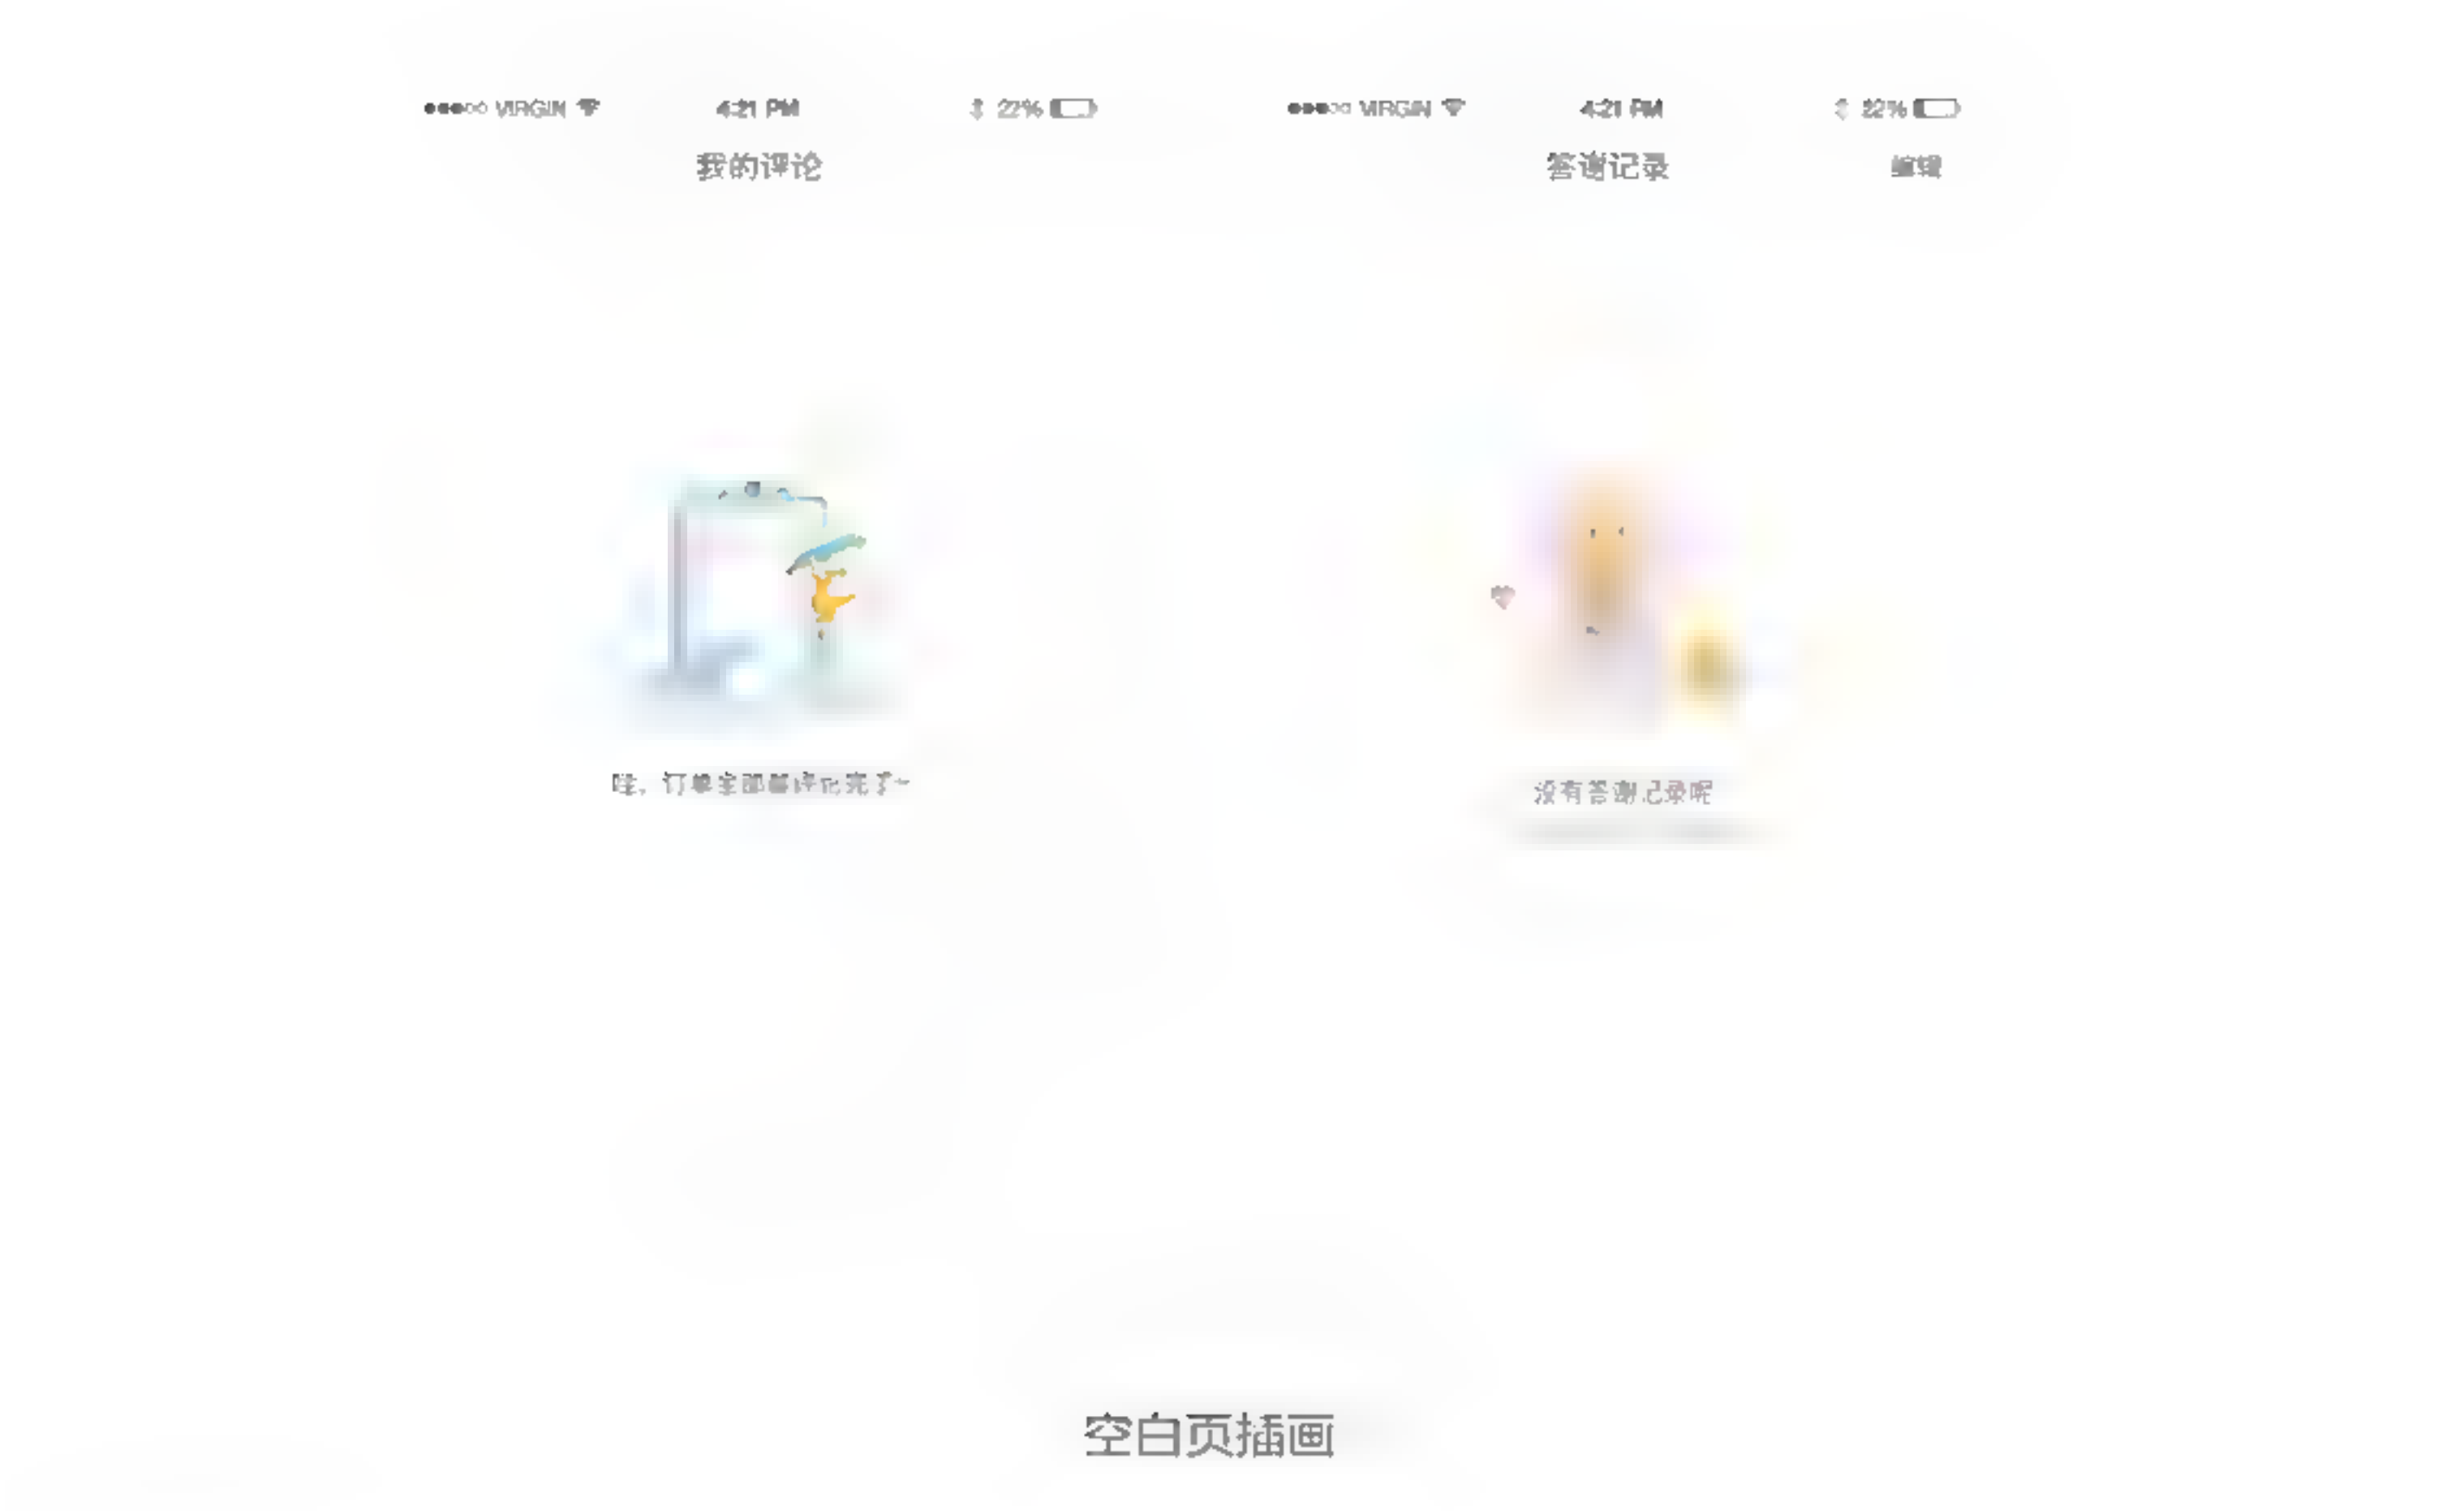 VIRGIN 4:21 PM 22%
我的评论
哇，订单全部都评论完了~
VIRGIN 4:21 PM 22%
答谢记录 编辑
没有答谢记录呢
空白页插画